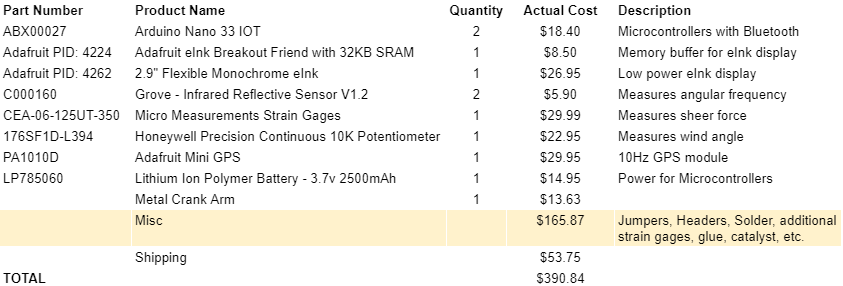 Part Number Product Name Quantity Actual Cost Description
ABX00027 Arduino Nano 33 IOT 2 $18.40 Microcontrollers with Bluetooth
Adafruit PID: 4224 Adafruit eInk Breakout Friend with 32KB SRAM 1 $8.50 Memory buffer for eInk display
Adafruit PID: 4262 2.9" Flexible Monochrome eInk 1 $26.95 Low power eInk display
C000160 Grove - Infrared Reflective Sensor V1.2 2 $5.90 Measures angular frequency
CEA-06-125UT-350 Micro Measurements Strain Gages 1 $29.99 Measures sheer force
176SF1D-L394 Honeywell Precision Continuous 10K Potentiometer 1 $22.95 Measures wind angle
PA1010D Adafruit Mini GPS 1 $29.95 10Hz GPS module
LP785060 Lithium Ion Polymer Battery - 3.7v 2500mAh 1 $14.95 Power for Microcontrollers
Metal Crank Arm 1 $13.63
Misc $165.87 Jumpers, Headers, Solder, additional
strain gages, glue, catalyst, etc.
Shipping $53.75
TOTAL $390.84